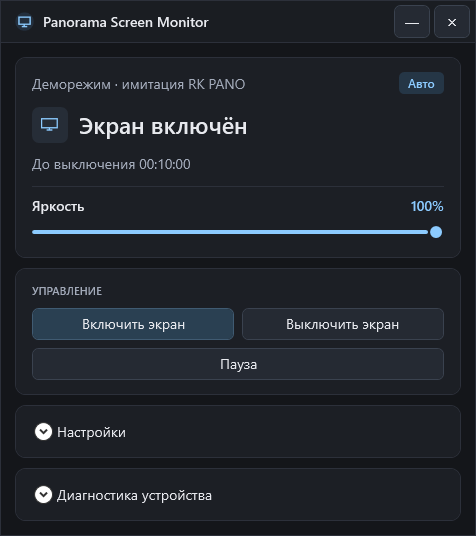 Panorama Screen Monitor
Деморежим · имитация RK PANO
Авто
Экран включён
До выключения 00:10:00
Яркость
100%
УПРАВЛЕНИЕ
Включить экран
Выключить экран
Пауза
Настройки
Диагностика устройства